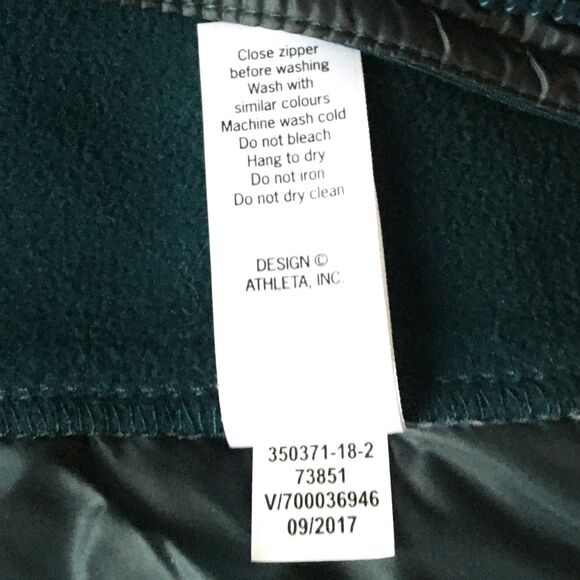 Close zipper
before washing
Wash with
similar colours
Machine wash cold
Do not bleach
Hang to dry
Do not iron
Do not dry clean
DESIGN ©
ATHLETA, INC.
350371-18-2
73851
V/700036946
09/2017